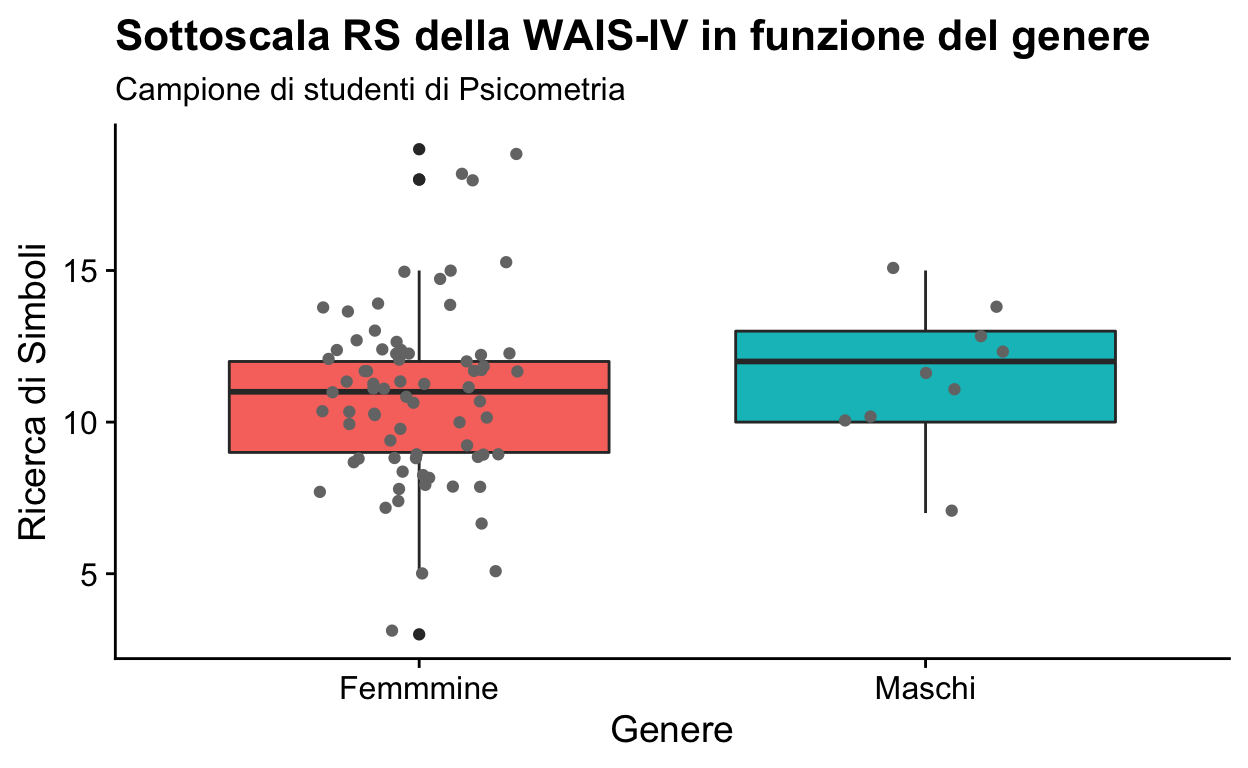 Sottoscala RS della WAIS-IV in funzione del genere
Campione di studenti di Psicometria
Ricerca di Simboli
15
10
5
Femmmine
Maschi
Genere